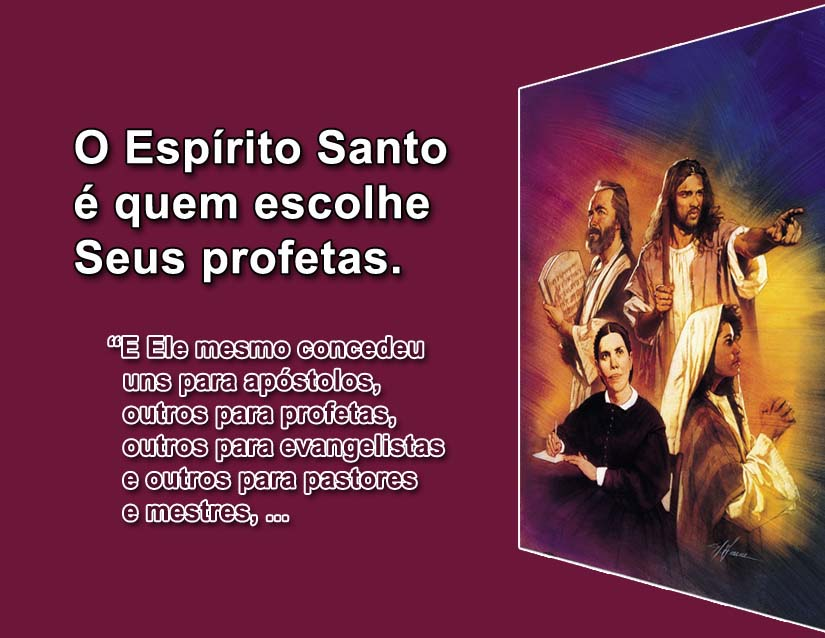 O Espírito Santo
é quem escolhe
Seus profetas.
“E Ele mesmo concedeu
uns para apóstolos,
outros para profetas,
outros para evangelistas
e outros para pastores
e mestres, ...